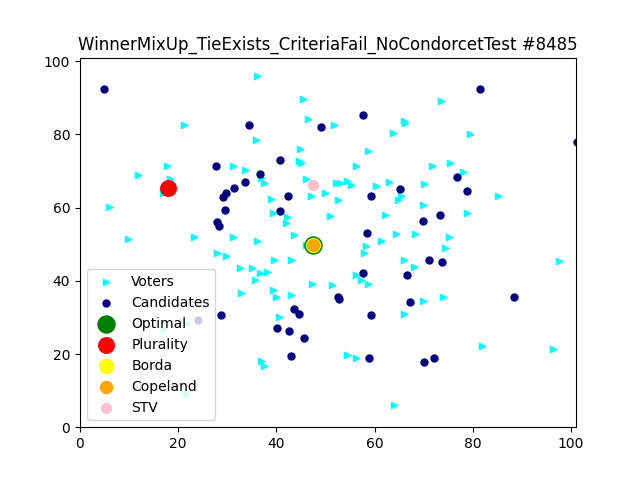 WinnerMixUp_TieExists_CriteriaFail_NoCondorcetTest #8485
100
80
60
40
20
0
Voters
Candidates
Optimal
Plurality
Borda
Copeland
STV
0 20 40 60 80 100